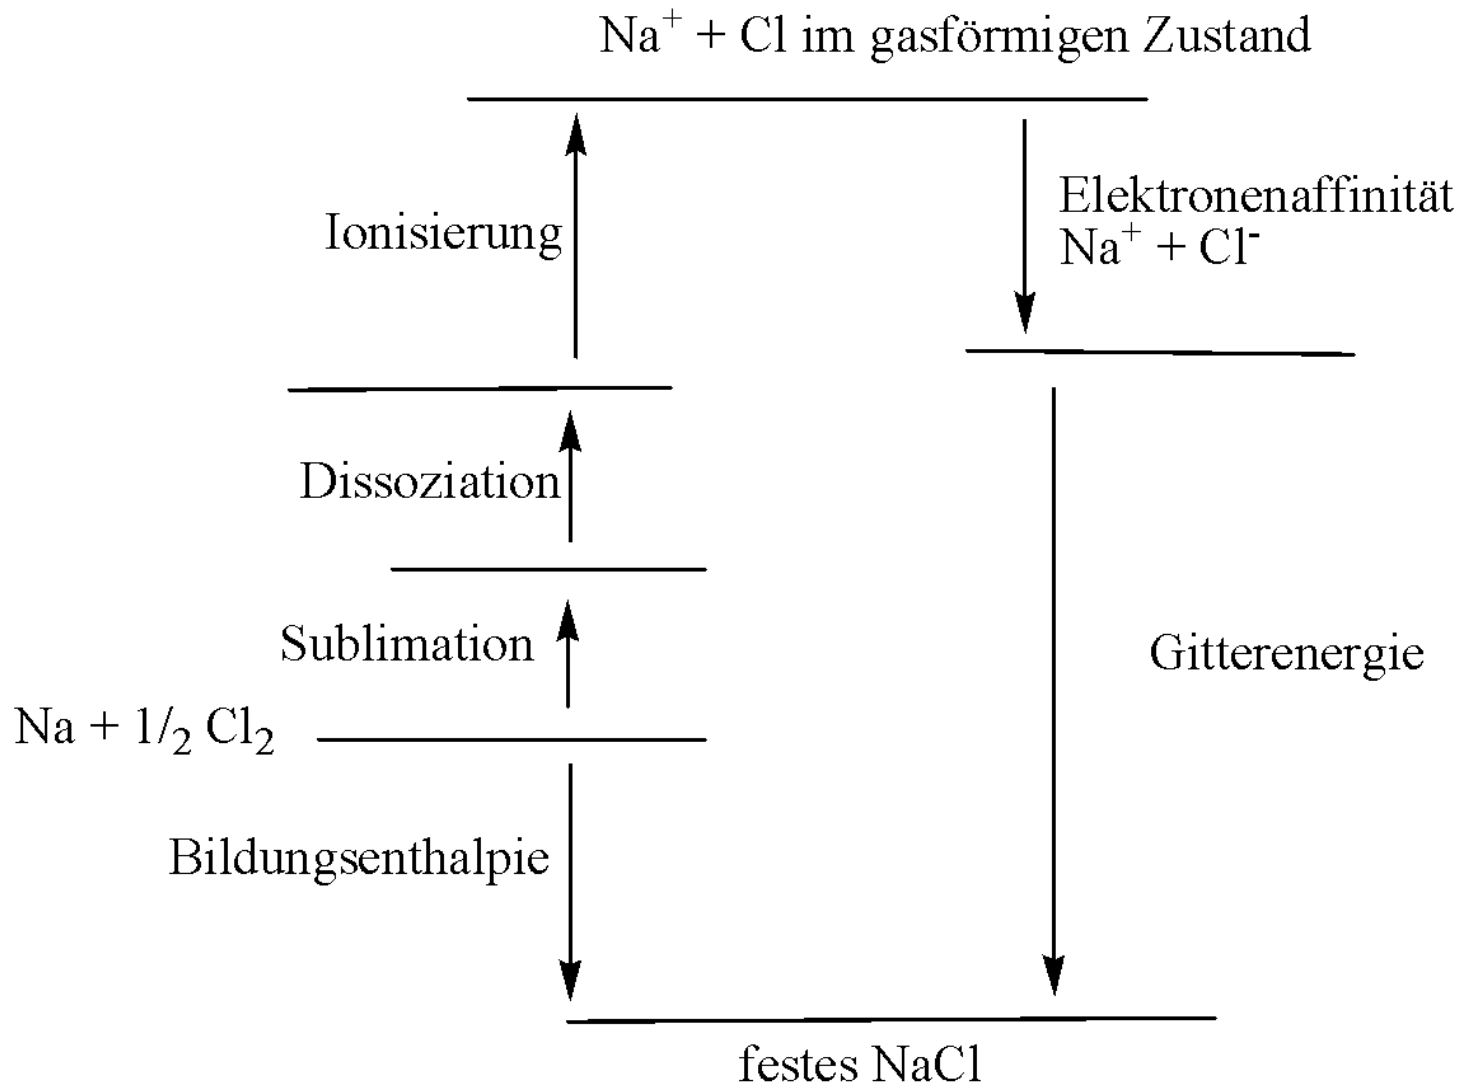 Na⁺ + Cl im gasförmigen Zustand
Elektronenaffinität
Na⁺ + Cl⁻
Ionisierung
Dissoziation
Sublimation
Gitterenergie
Na + 1/₂ Cl₂
Bildungsenthalpie
festes NaCl